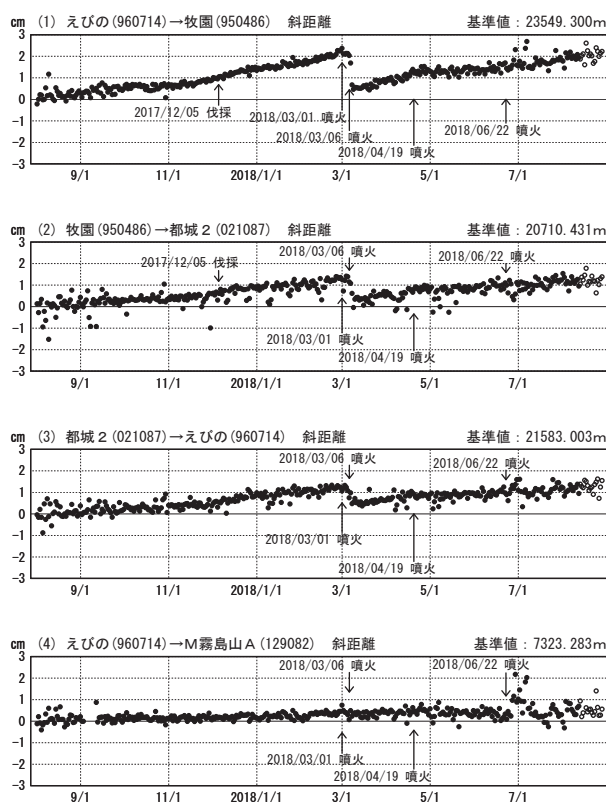 (1) えびの(960714)→牧園(950486) 斜距離 基準値：23549.300m
cm
3
2
1
0
−1
−2
−3
2017/12/05 伐採
2018/03/01 噴火
2018/03/06 噴火
2018/04/19 噴火
2018/06/22 噴火
9/1 11/1 2018/1/1 3/1 5/1 7/1
(2) 牧園(950486)→都城２(021087) 斜距離 基準値：20710.431m
cm
3
2
1
0
−1
−2
−3
2018/03/06 噴火
2017/12/05 伐採
2018/06/22 噴火
2018/03/01 噴火
2018/04/19 噴火
9/1 11/1 2018/1/1 3/1 5/1 7/1
(3) 都城２(021087)→えびの(960714) 斜距離 基準値：21583.003m
cm
3
2
1
0
−1
−2
−3
2018/03/06 噴火
2018/06/22 噴火
2018/03/01 噴火
2018/04/19 噴火
9/1 11/1 2018/1/1 3/1 5/1 7/1
(4) えびの(960714)→Ｍ霧島山Ａ(129082) 斜距離 基準値：7323.283m
cm
3
2
1
0
−1
−2
−3
2018/03/06 噴火
2018/06/22 噴火
2018/03/01 噴火
2018/04/19 噴火
9/1 11/1 2018/1/1 3/1 5/1 7/1